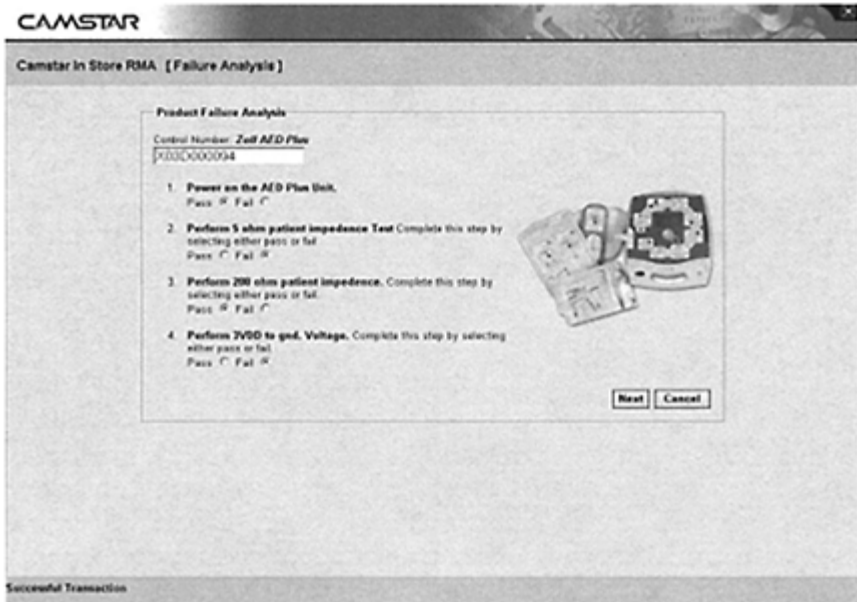 CAMSTAR
Camstar In Store RMA [ Failure Analysis ]
Product Failure Analysis
Control Number: Zoll AED Plus
X03D000094
1. Power on the AED Plus Unit.
Pass Fail
2. Perform 5 ohm patient impedence Test Complete this step by
selecting either pass or fail
Pass Fail
3. Perform 200 ohm patient impedence. Complete this step by
selecting either pass or fail.
Pass Fail
4. Perform 3VDD to gnd. Voltage. Complete this step by selecting
either pass or fail.
Pass Fail
Next Cancel
Successful Transaction